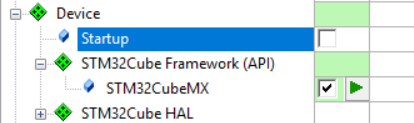 Device
Startup
STM32Cube Framework (API)
STM32CubeMX
STM32Cube HAL